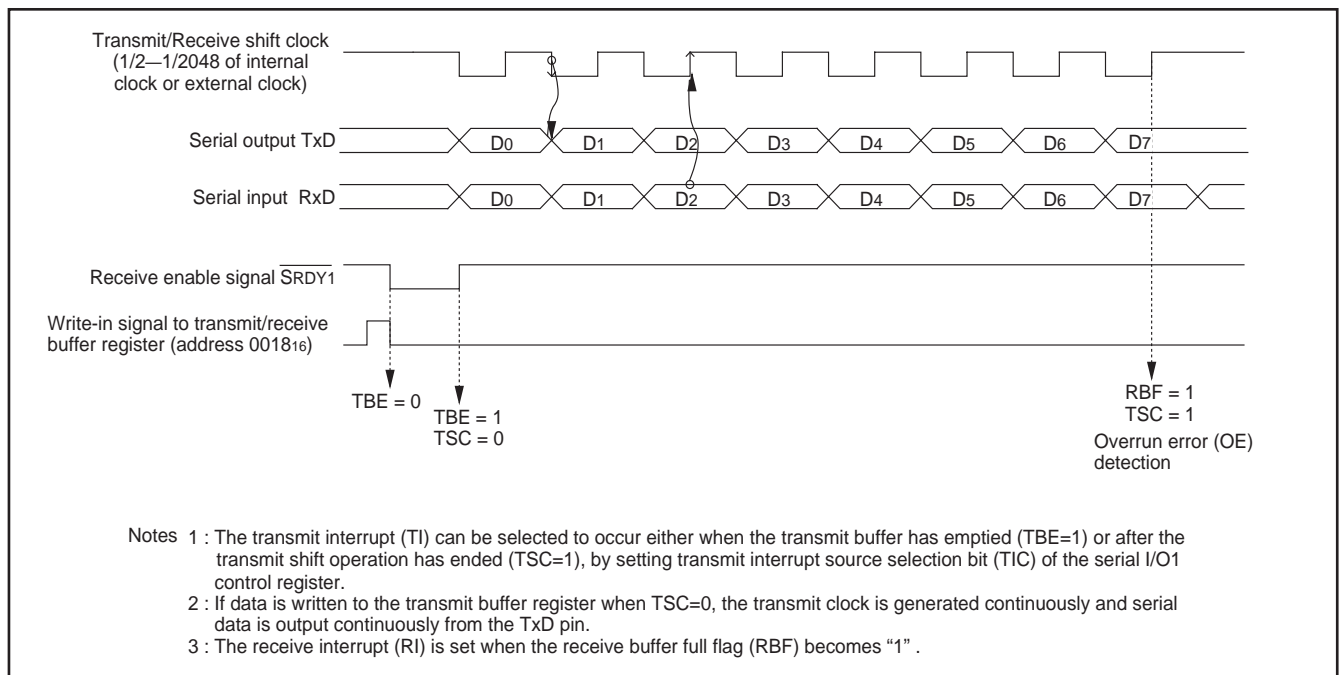 Transmit/Receive shift clock
(1/2—1/2048 of internal
clock or external clock)
Serial output TxD
D0 D1 D2 D3 D4 D5 D6 D7
Serial input RxD
D0 D1 D2 D3 D4 D5 D6 D7
Receive enable signal SRDY1
Write-in signal to transmit/receive
buffer register (address 001816)
TBE = 0
TBE = 1
TSC = 0
RBF = 1
TSC = 1
Overrun error (OE)
detection
Notes 1 : The transmit interrupt (TI) can be selected to occur either when the transmit buffer has emptied (TBE=1) or after the
transmit shift operation has ended (TSC=1), by setting transmit interrupt source selection bit (TIC) of the serial I/O1
control register.
2 : If data is written to the transmit buffer register when TSC=0, the transmit clock is generated continuously and serial
data is output continuously from the TxD pin.
3 : The receive interrupt (RI) is set when the receive buffer full flag (RBF) becomes “1” .